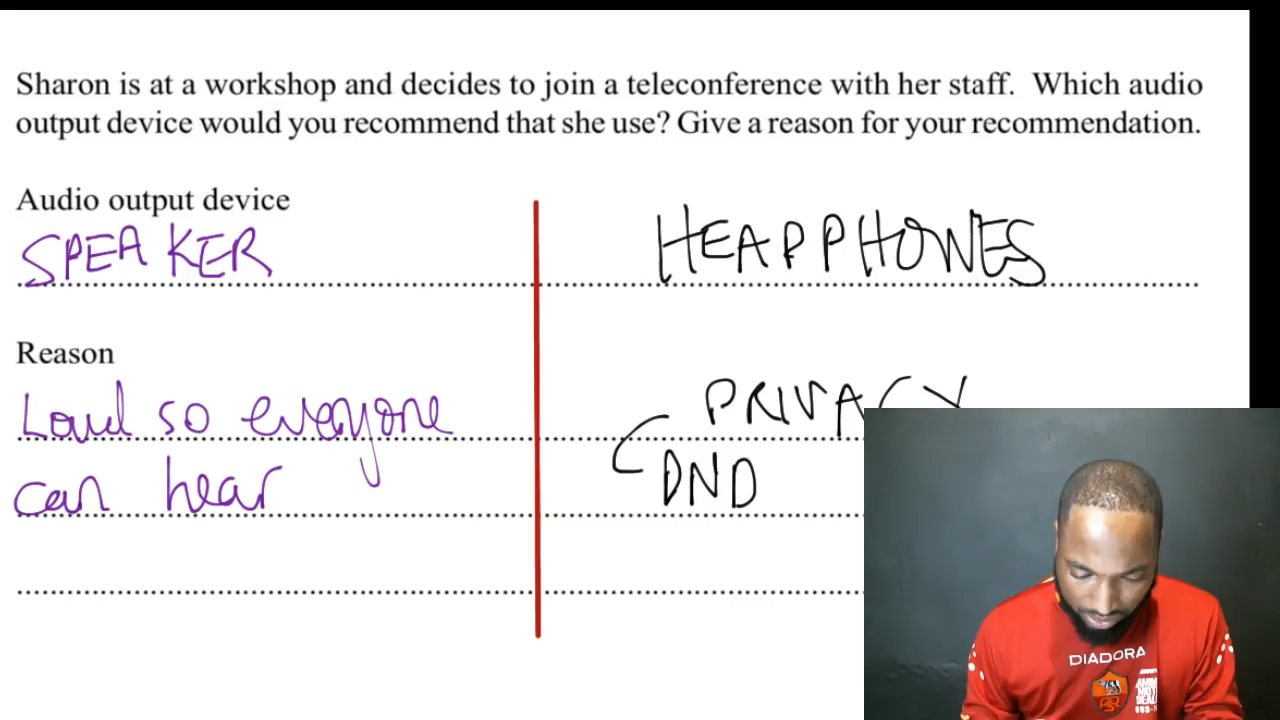 Sharon is at a workshop and decides to join a teleconference with her staff.  Which audio
output device would you recommend that she use? Give a reason for your recommendation.
Audio output device
SPEAKER
HEADPHONES
Reason
Loud so everyone
can hear
PRIVACY
DND
DIADORA